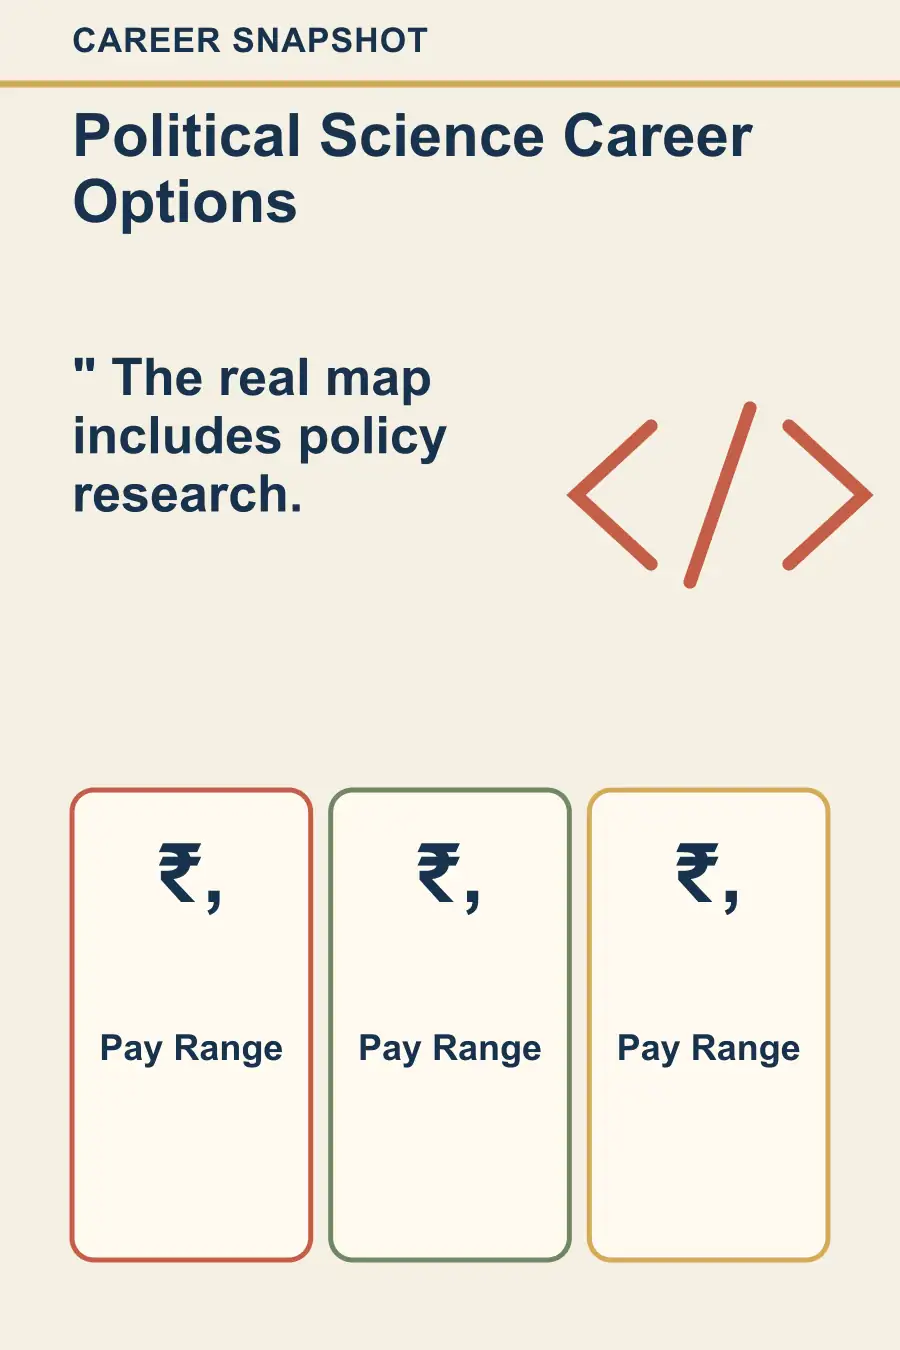 CAREER SNAPSHOT
Political Science Career
Options
" The real map
includes policy
research.
₹,
₹,
₹,
Pay Range
Pay Range
Pay Range